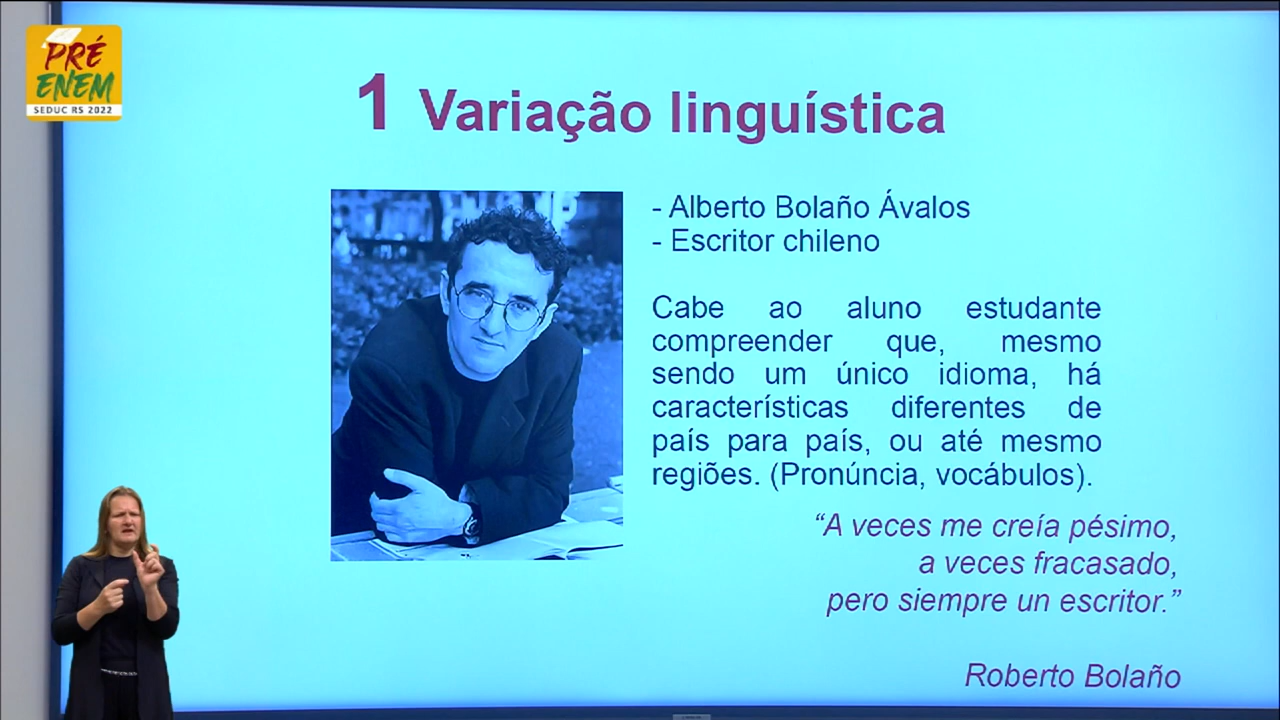 PRÉ
ENEM
SEDUC RS 2022
1 Variação linguística
- Alberto Bolaño Ávalos
- Escritor chileno
Cabe ao aluno estudante
compreender que, mesmo
sendo um único idioma, há
características diferentes de
país para país, ou até mesmo
regiões. (Pronúncia, vocábulos).
“A veces me creía pésimo,
a veces fracasado,
pero siempre un escritor.”
Roberto Bolaño